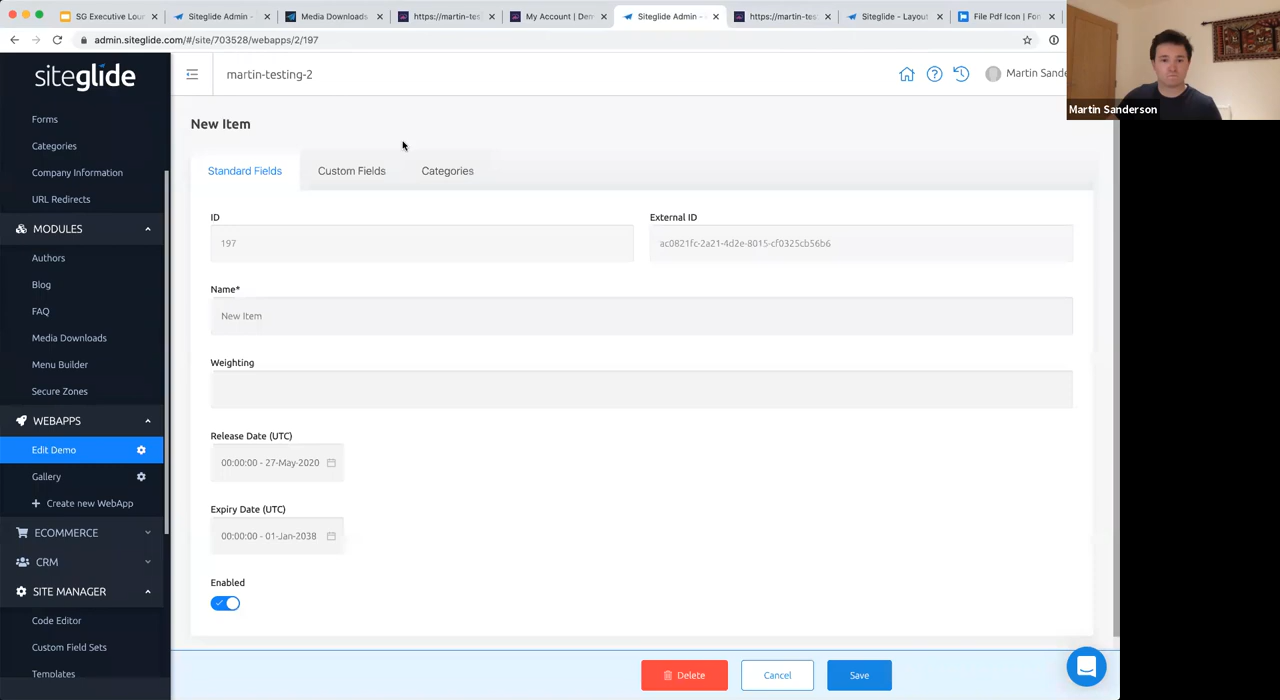 SG Executive Lour
Siteglide Admin -
Media Downloads
https://martin-tes
My Account | Dem
Siteglide Admin -
https://martin-tes
Siteglide - Layou
File Pdf Icon | Fon
admin.siteglide.com/#/site/703528/webapps/2/197
siteglide
martin-testing-2
Martin Sande
Martin Sanderson
Forms
Categories
Company Information
URL Redirects
MODULES
Authors
Blog
FAQ
Media Downloads
Menu Builder
Secure Zones
WEBAPPS
Edit Demo
Gallery
+ Create new WebApp
ECOMMERCE
CRM
SITE MANAGER
Code Editor
Custom Field Sets
Templates
New Item
Standard Fields Custom Fields Categories
ID External ID
197 ac0821fc-2a21-4d2e-8015-cf0325cb56b6
Name*
New Item
Weighting
Release Date (UTC)
00:00:00 - 27-May-2020
Expiry Date (UTC)
00:00:00 - 01-Jan-2038
Enabled
Delete Cancel Save